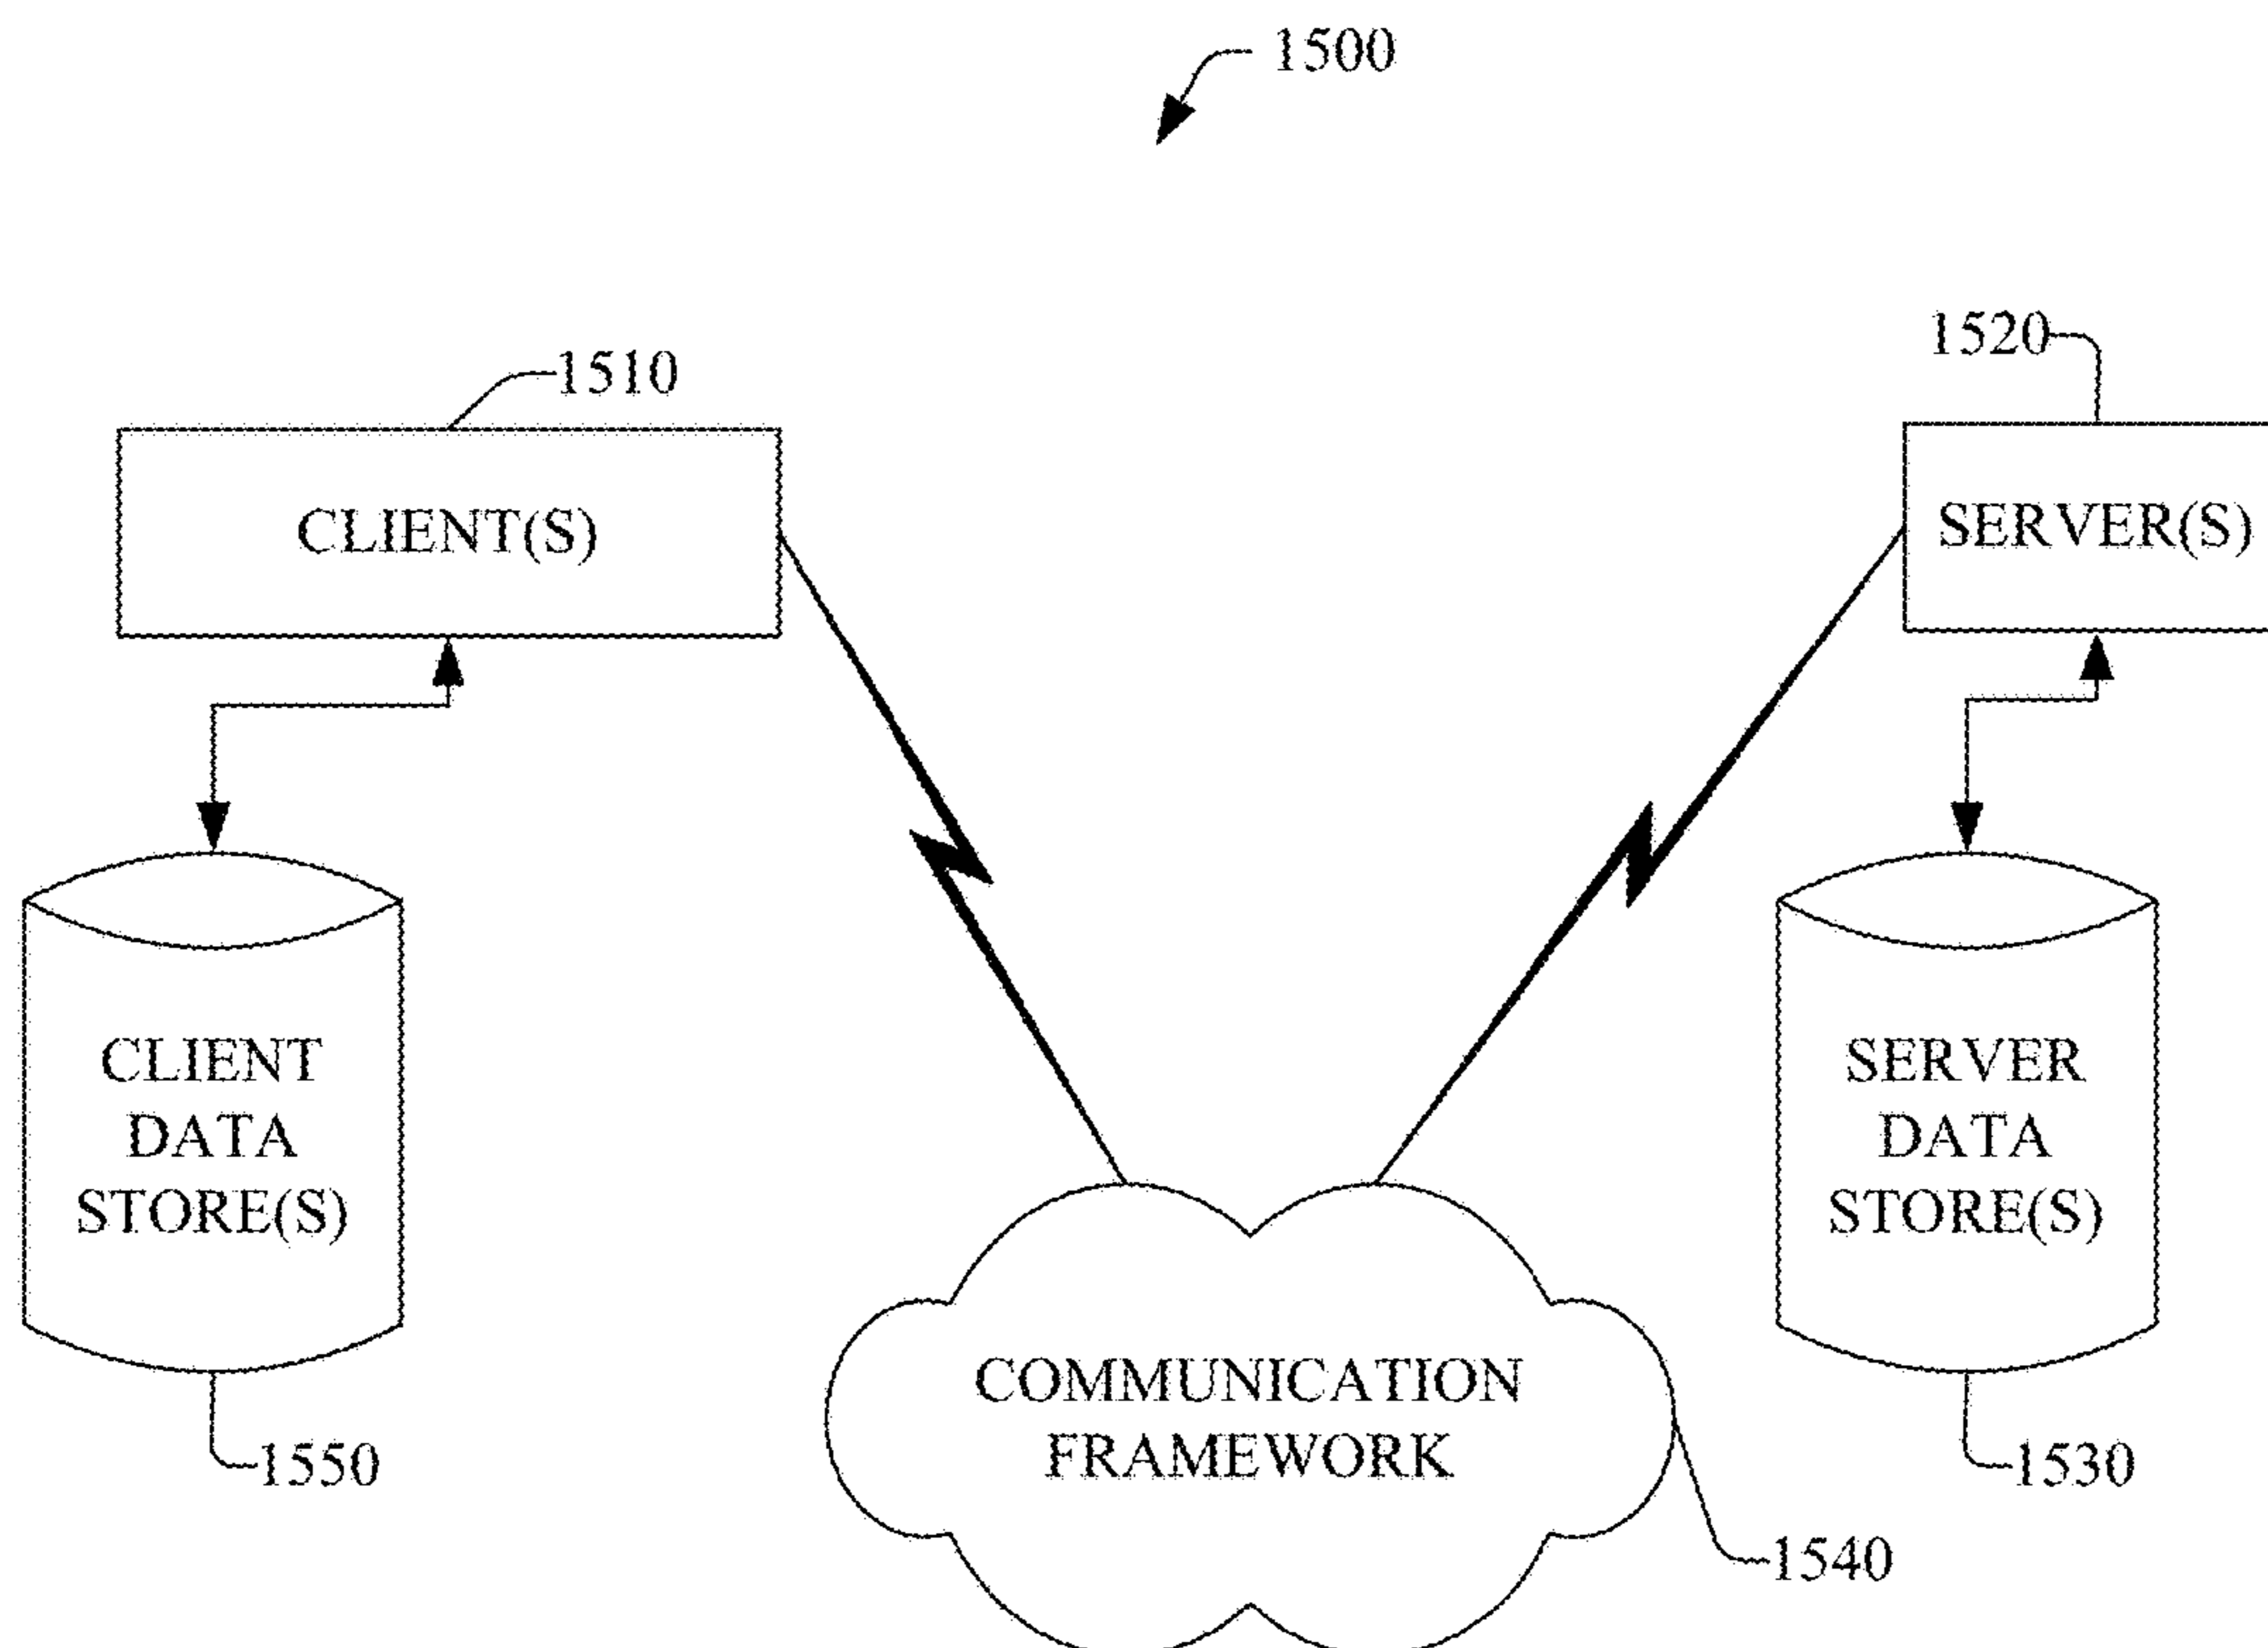 1500
1510
1520
CLIENT(S)
SERVER(S)
CLIENT
DATA
STORE(S)
SERVER
DATA
STORE(S)
COMMUNICATION
FRAMEWORK
1550
1530
1540